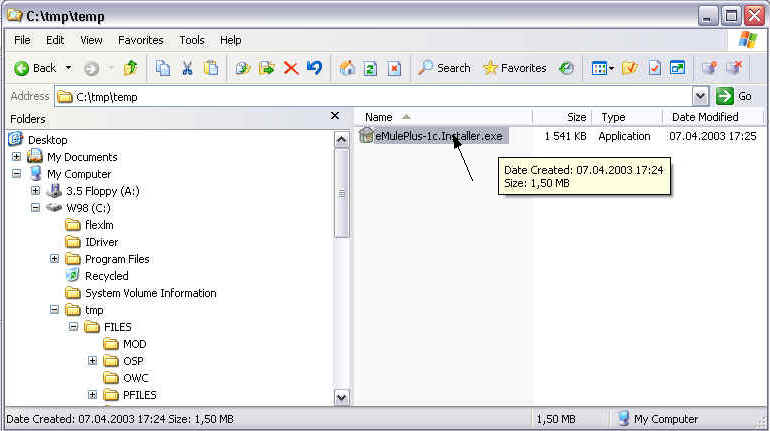 C:\tmp\temp
File Edit View Favorites Tools Help
Back Search Favorites
Address C:\tmp\temp Go
Folders
Desktop
My Documents
My Computer
3.5 Floppy (A:)
W98 (C:)
flexlm
IDriver
Program Files
Recycled
System Volume Information
tmp
FILES
MOD
OSP
OWC
PFILES
Name Size Type Date Modified
eMulePlus-1c.Installer.exe 1 541 KB Application 07.04.2003 17:25
Date Created: 07.04.2003 17:24
Size: 1,50 MB
Date Created: 07.04.2003 17:24 Size: 1,50 MB 1,50 MB My Computer